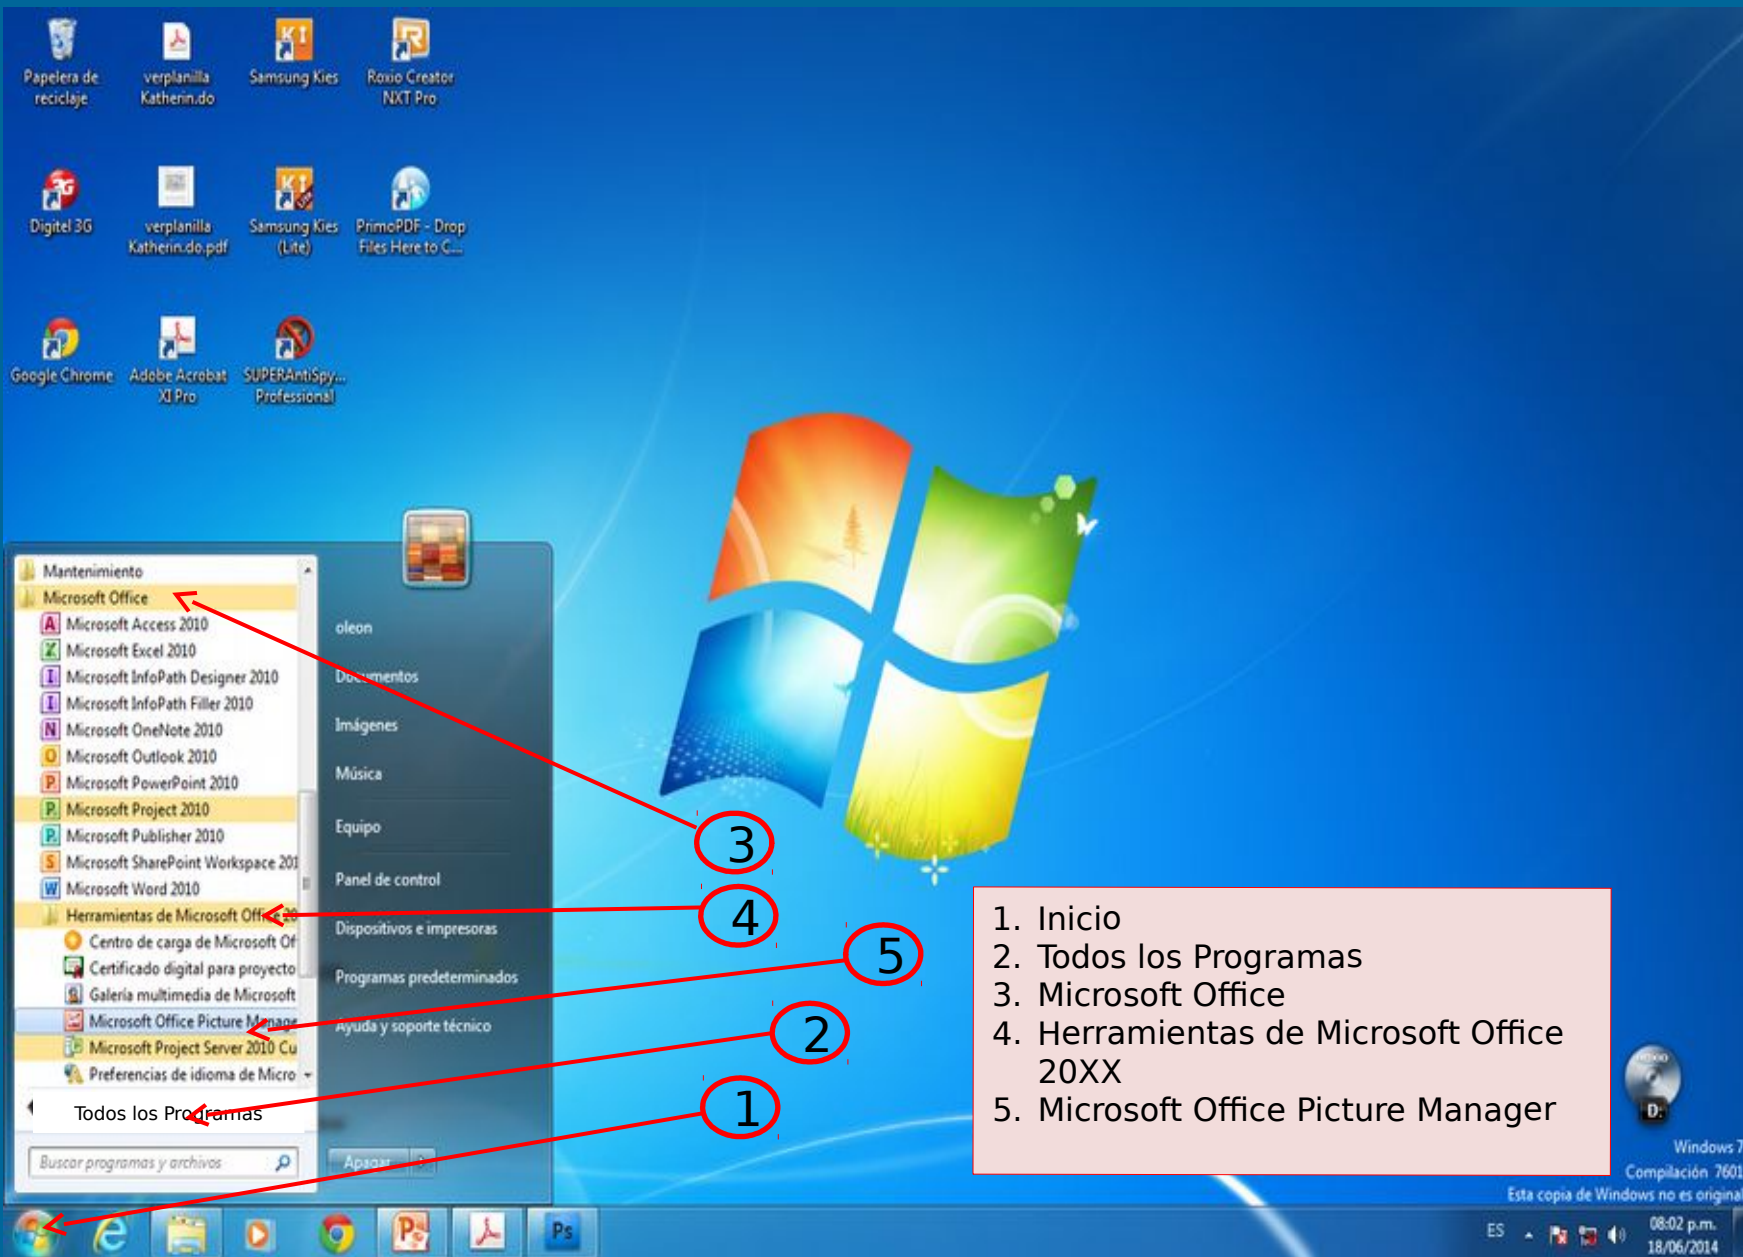 Papelera de
reciclaje
verplanilla
Katherin.do
Samsung Kies
Roxio Creator
NXT Pro
Digitel 3G
verplanilla
Katherin.do.pdf
Samsung Kies
(Lite)
PrimoPDF - Drop
Files Here to C...
Google Chrome
Adobe Acrobat
XI Pro
SUPERAntiSpy...
Professional
Mantenimiento
Microsoft Office
Microsoft Access 2010
Microsoft Excel 2010
Microsoft InfoPath Designer 2010
Microsoft InfoPath Filler 2010
Microsoft OneNote 2010
Microsoft Outlook 2010
Microsoft PowerPoint 2010
Microsoft Project 2010
Microsoft Publisher 2010
Microsoft SharePoint Workspace 201
Microsoft Word 2010
Herramientas de Microsoft Office 20
Centro de carga de Microsoft Of
Certificado digital para proyecto
Galería multimedia de Microsoft
Microsoft Office Picture Manage
Microsoft Project Server 2010 Cu
Preferencias de idioma de Micro
Todos los Programas
Buscar programas y archivos
oleon
Documentos
Imágenes
Música
Equipo
Panel de control
Dispositivos e impresoras
Programas predeterminados
Ayuda y soporte técnico
Apagar
3
4
5
2
1
1. Inicio
2. Todos los Programas
3. Microsoft Office
4. Herramientas de Microsoft Office
20XX
5. Microsoft Office Picture Manager
D:
Windows 7
Compilación 7601
Esta copia de Windows no es original
Ps
ES
08:02 p.m.
18/06/2014